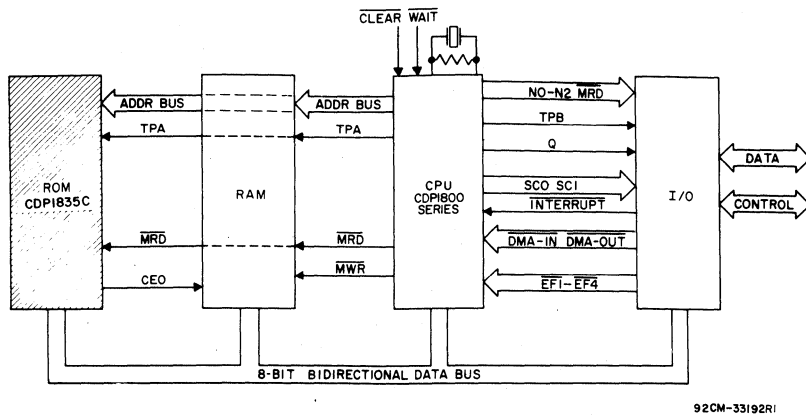 CLEAR WAIT
ADDR BUS
ADDR BUS
NO-N2 MRD
TPA
TPA
TPB
Q
ROM
CDP1835C
RAM
CPU
CDP1800
SERIES
SCO SCI
I/O
DATA
CONTROL
INTERRUPT
MRD
MRD
DMA-IN DMA-OUT
MWR
CEO
EF1-EF4
8-BIT BIDIRECTIONAL DATA BUS
92CM-33192R1